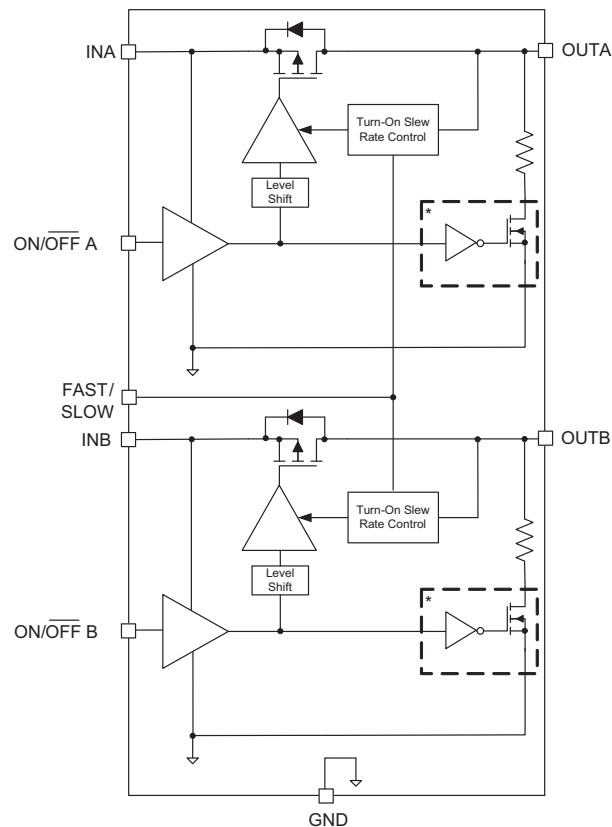 INA
OUTA
Turn-On Slew
Rate Control
Level
Shift
*
ON/OFF A
FAST/
SLOW
INB
OUTB
Turn-On Slew
Rate Control
Level
Shift
*
ON/OFF B
GND